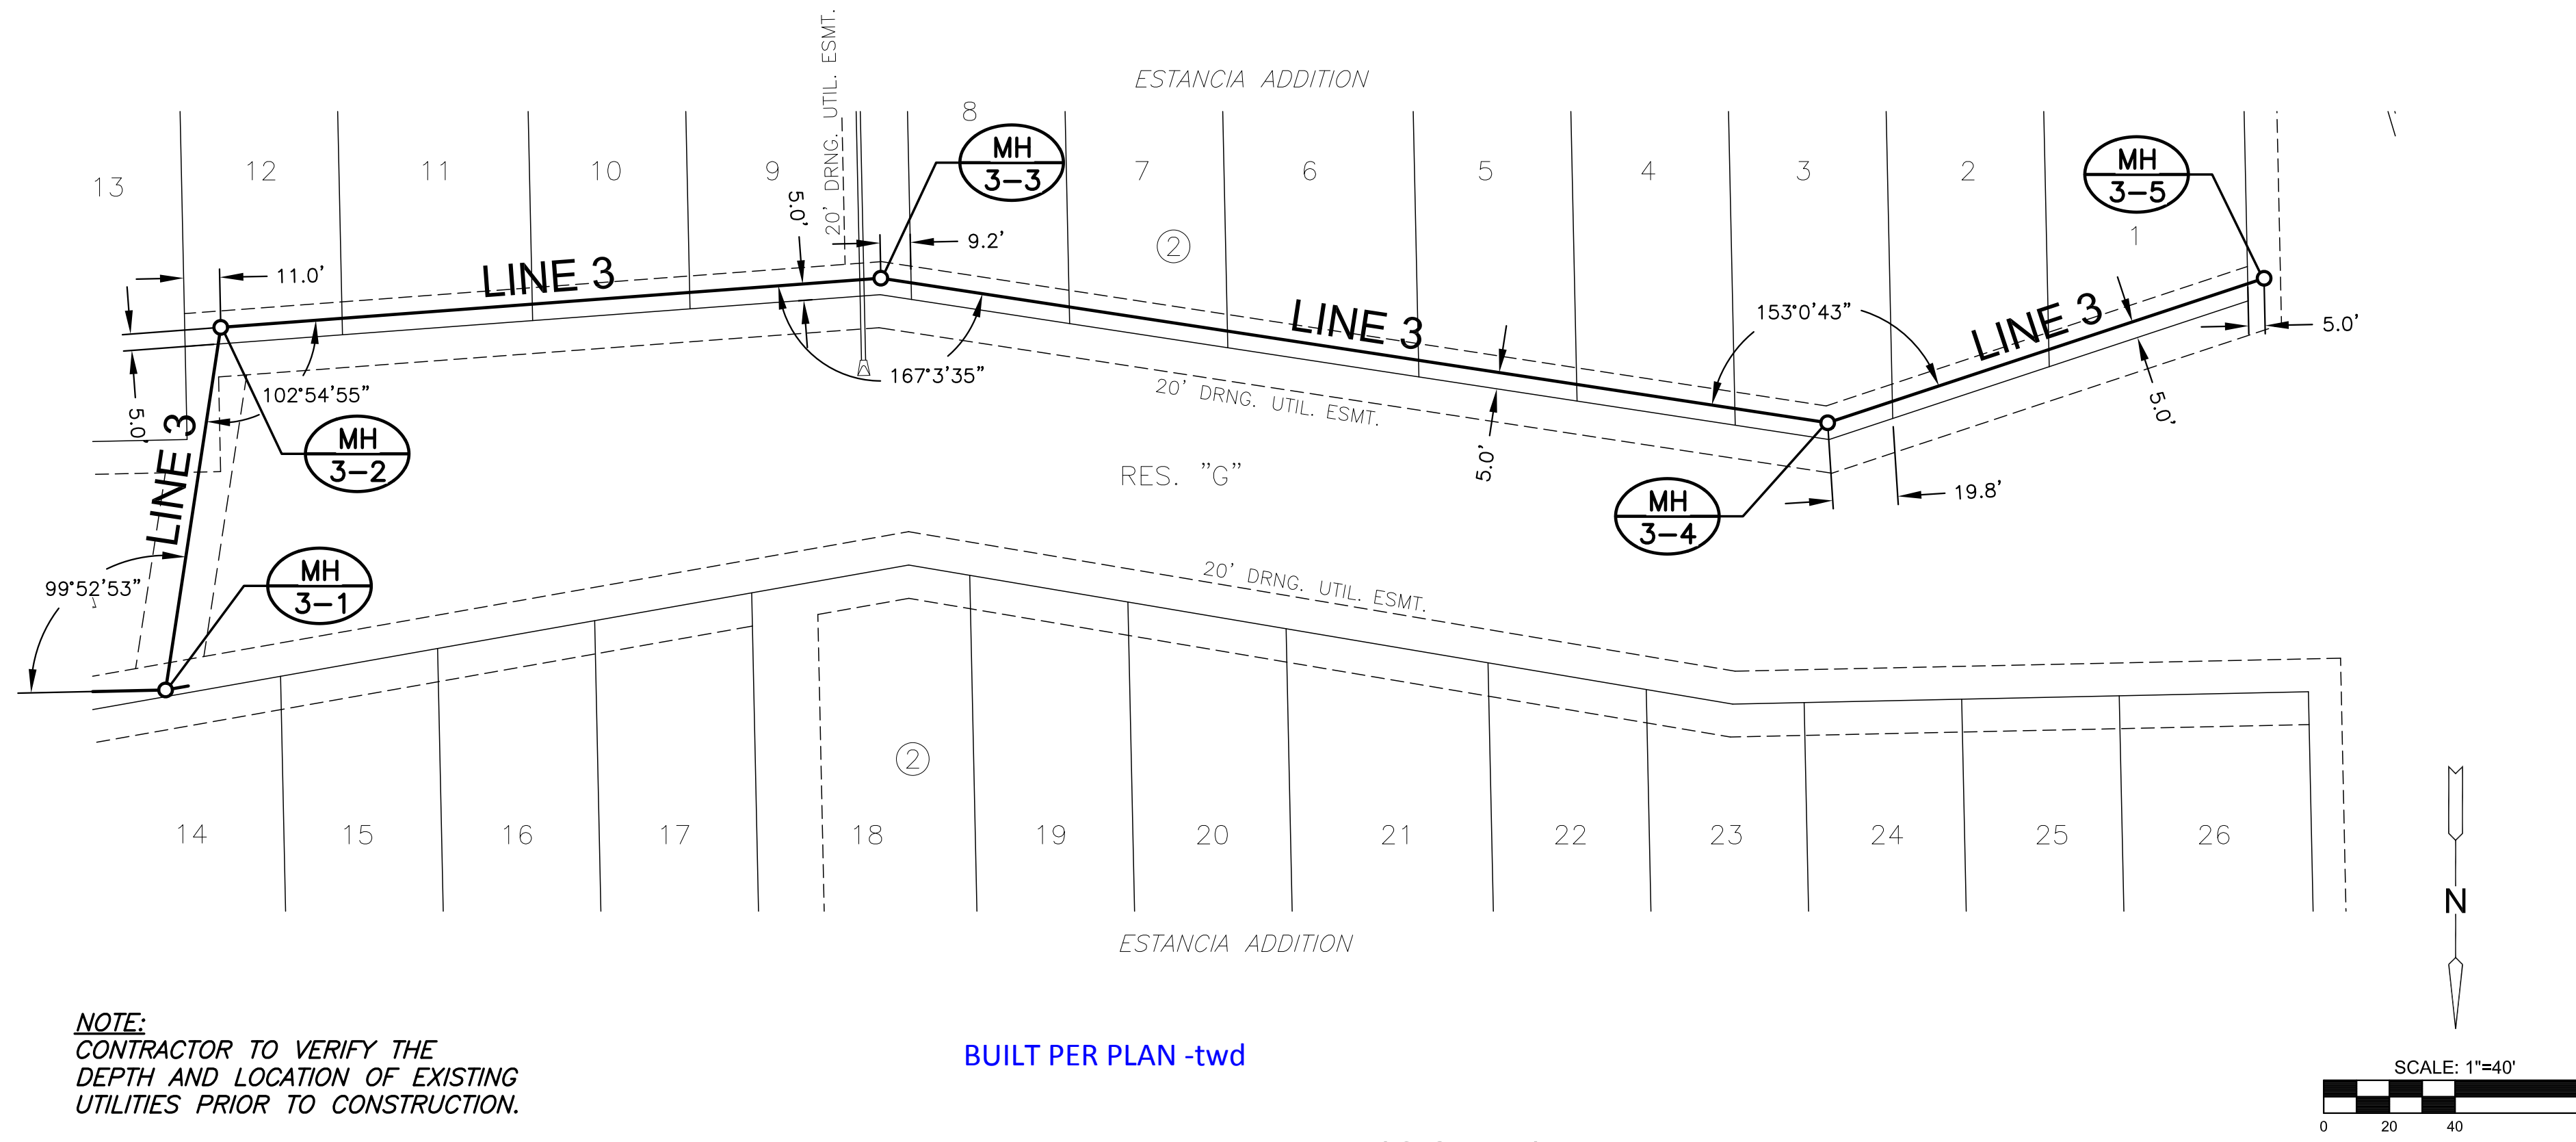 ESTANCIA ADDITION
20' DRNG. UTIL. ESMT.
8
MH
3-3
MH
3-5
13
12
11
10
9
7
6
5
4
3
2
1
5.0'
9.2'
2
11.0'
LINE 3
LINE 3
153°0'43"
LINE 3
5.0'
167°3'35"
102°54'55"
20' DRNG. UTIL. ESMT.
5.0'
5.0'
LINE 3
MH
3-2
RES. "G"
5.0'
19.8'
MH
3-4
99°52'53"
MH
3-1
20' DRNG. UTIL. ESMT.
2
14
15
16
17
18
19
20
21
22
23
24
25
26
N
ESTANCIA ADDITION
NOTE:
CONTRACTOR TO VERIFY THE
DEPTH AND LOCATION OF EXISTING
UTILITIES PRIOR TO CONSTRUCTION.
BUILT PER PLAN -twd
SCALE: 1"=40'
0 20 40